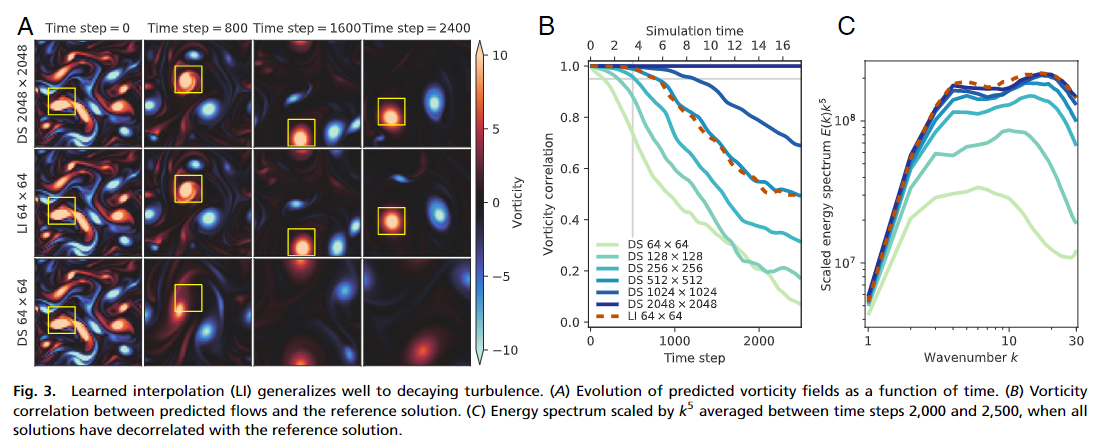 A
Time step = 0
Time step = 800
Time step = 1600
Time step = 2400
DS 2048 × 2048
LI 64 × 64
DS 64 × 64
10
5
0
−5
−10
Vorticity
B
Simulation time
0 2 4 6 8 10 12 14 16
1.0
0.8
0.6
0.4
0.2
0.0
Vorticity correlation
DS 64 × 64
DS 128 × 128
DS 256 × 256
DS 512 × 512
DS 1024 × 1024
DS 2048 × 2048
LI 64 × 64
0 1000 2000
Time step
C
Scaled energy spectrum E(k)k⁵
10⁸
10⁷
1 10 30
Wavenumber k
Fig. 3. Learned interpolation (LI) generalizes well to decaying turbulence. (A) Evolution of predicted vorticity fields as a function of time. (B) Vorticity
correlation between predicted flows and the reference solution. (C) Energy spectrum scaled by k⁵ averaged between time steps 2,000 and 2,500, when all
solutions have decorrelated with the reference solution.